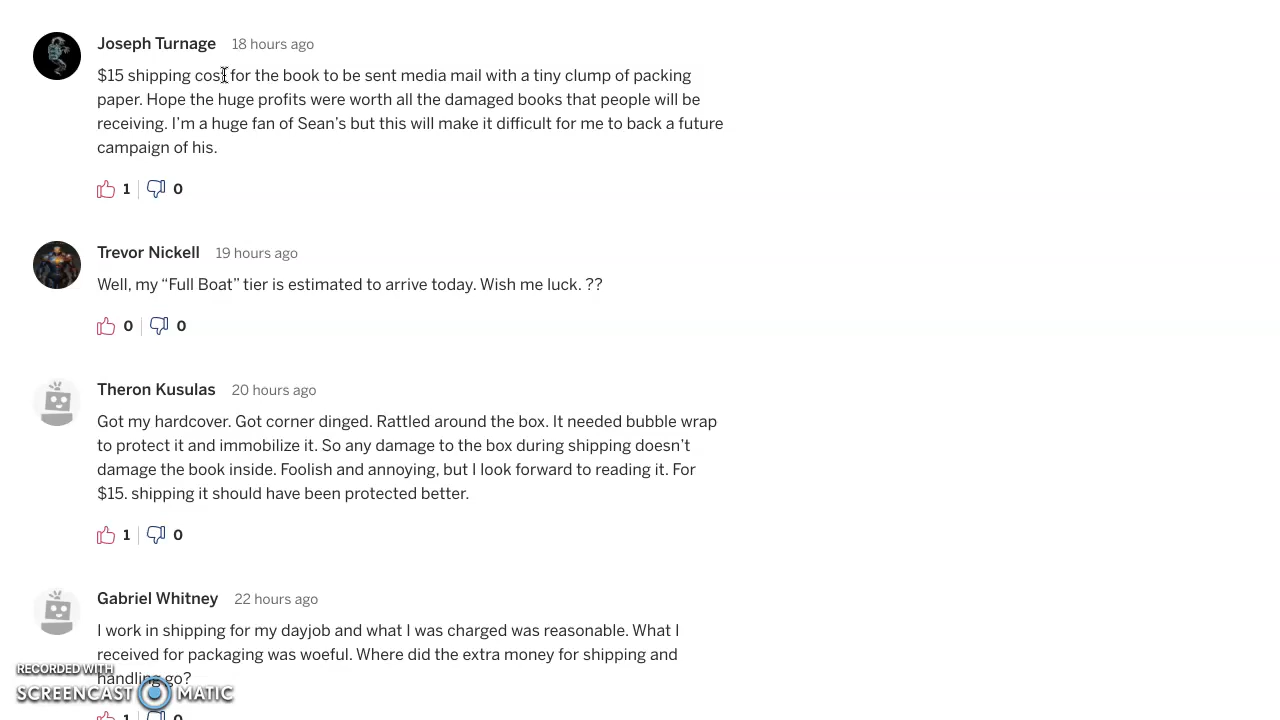 Joseph Turnage 18 hours ago
$15 shipping cost for the book to be sent media mail with a tiny clump of packing
paper. Hope the huge profits were worth all the damaged books that people will be
receiving. I’m a huge fan of Sean’s but this will make it difficult for me to back a future
campaign of his.
1 0
Trevor Nickell 19 hours ago
Well, my “Full Boat” tier is estimated to arrive today. Wish me luck. ??
0 0
Theron Kusulas 20 hours ago
Got my hardcover. Got corner dinged. Rattled around the box. It needed bubble wrap
to protect it and immobilize it. So any damage to the box during shipping doesn’t
damage the book inside. Foolish and annoying, but I look forward to reading it. For
$15. shipping it should have been protected better.
1 0
Gabriel Whitney 22 hours ago
I work in shipping for my dayjob and what I was charged was reasonable. What I
received for packaging was woeful. Where did the extra money for shipping and
handling go?
RECORDED WITH
SCREENCAST MATIC
1 0